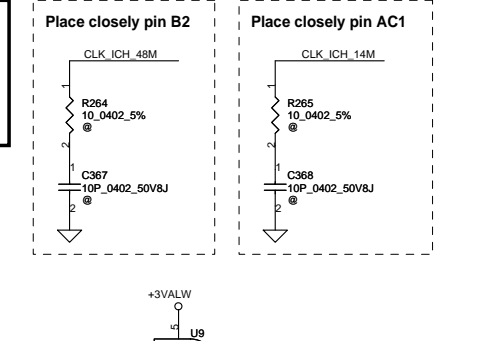 Place closely pin B2
CLK_ICH_48M
1
R264
10_0402_5%
@
2
1
C367
10P_0402_50V8J
@
2
Place closely pin AC1
CLK_ICH_14M
1
R265
10_0402_5%
@
2
1
C368
10P_0402_50V8J
@
2
+3VALW
5
U9